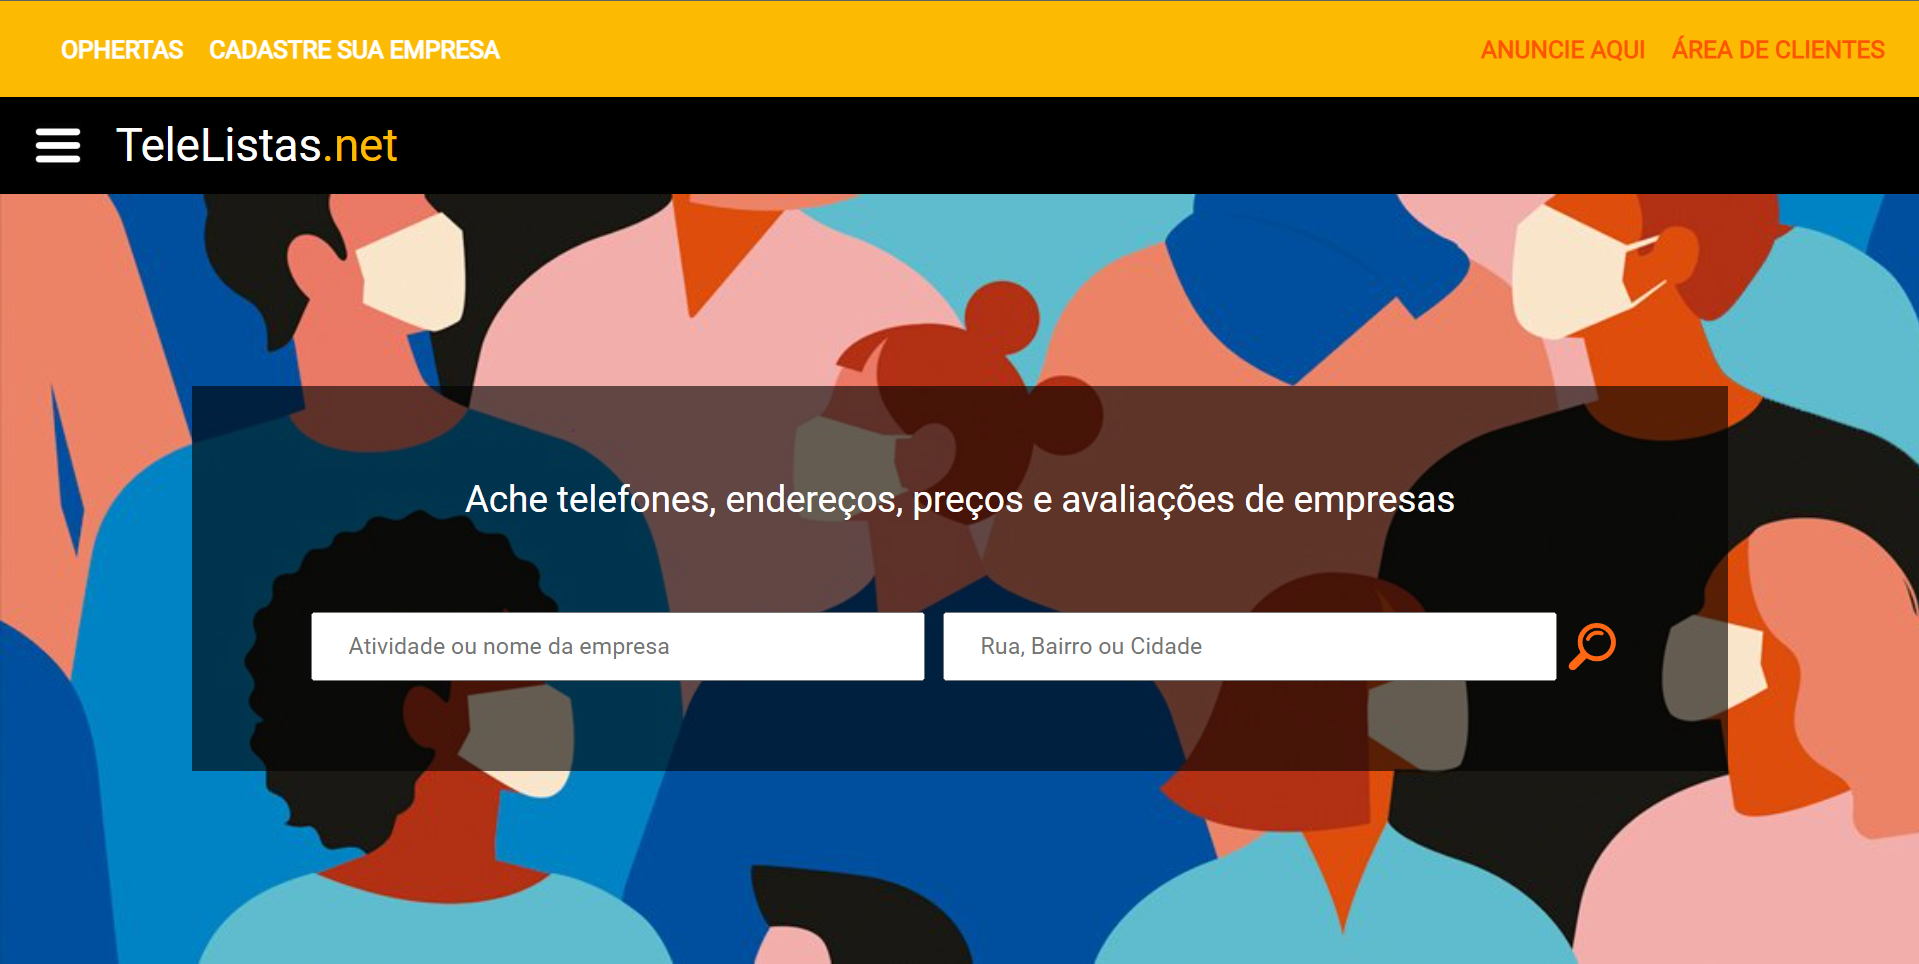 OPHERTAS CADASTRE SUA EMPRESA ANUNCIE AQUI ÁREA DE CLIENTES
TeleListas.net
Ache telefones, endereços, preços e avaliações de empresas
Atividade ou nome da empresa Rua, Bairro ou Cidade